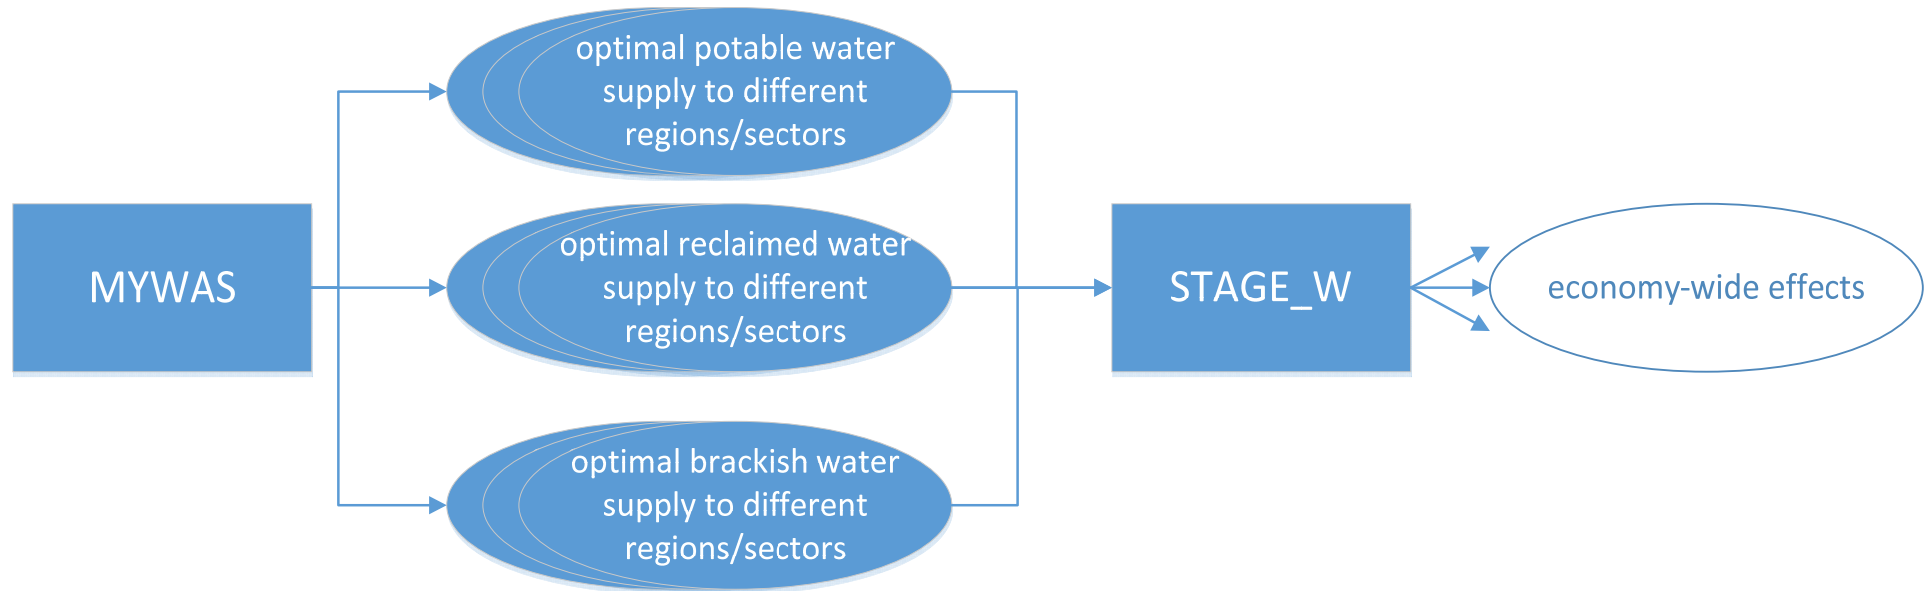 MYWAS
optimal potable water
supply to different
regions/sectors
optimal reclaimed water
supply to different
regions/sectors
optimal brackish water
supply to different
regions/sectors
STAGE_W
economy-wide effects